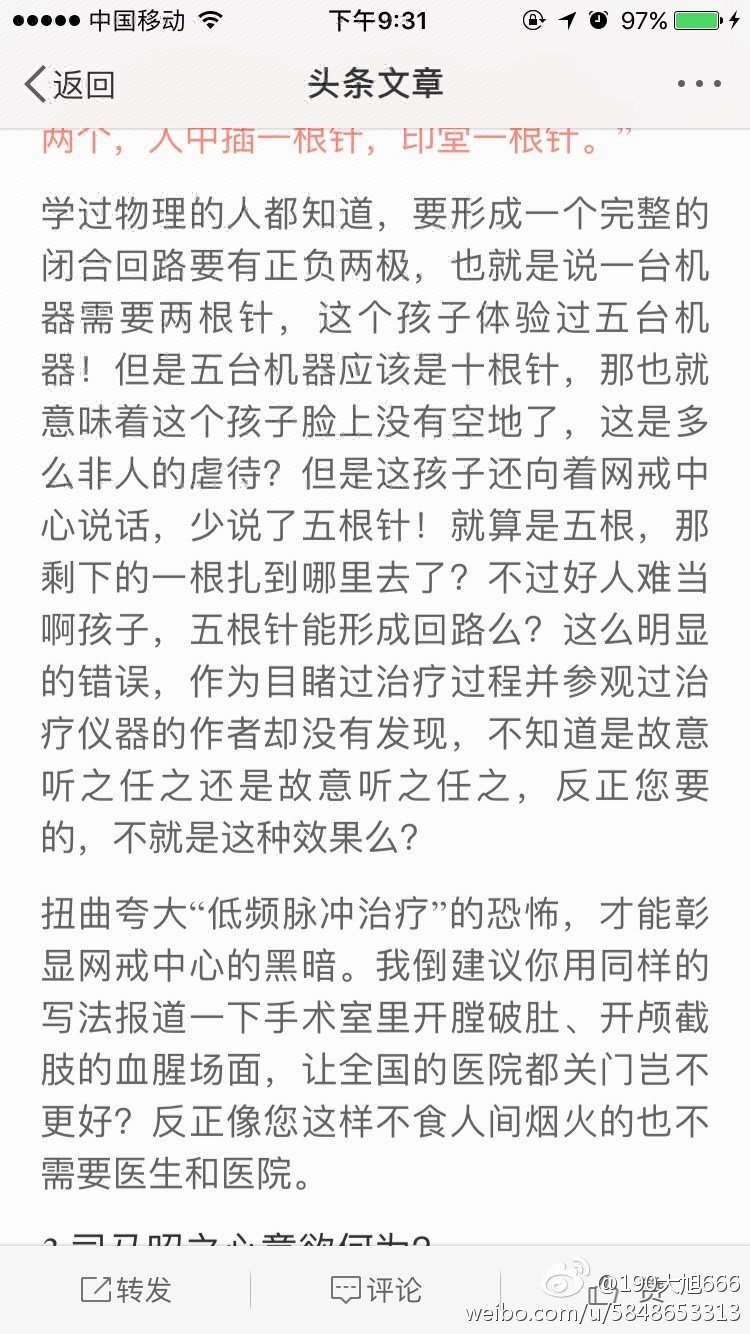 中国移动 下午9:31 97%
返回 头条文章
两个，人中插一根针，印堂一根针。”
学过物理的人都知道，要形成一个完整的
闭合回路要有正负两极，也就是说一台机
器需要两根针，这个孩子体验过五台机
器！但是五台机器应该是十根针，那也就
意味着这个孩子脸上没有空地了，这是多
么非人的虐待？但是这孩子还向着网戒中
心说话，少说了五根针！就算是五根，那
剩下的一根扎到哪里去了？不过好人难当
啊孩子，五根针能形成回路么？这么明显
的错误，作为目睹过治疗过程并参观过治
疗仪器的作者却没有发现，不知道是故意
听之任之还是故意听之任之，反正您要
的，不就是这种效果么？
扭曲夸大“低频脉冲治疗”的恐怖，才能彰
显网戒中心的黑暗。我倒建议你用同样的
写法报道一下手术室里开膛破肚、开颅截
肢的血腥场面，让全国的医院都关门岂不
更好？反正像您这样不食人间烟火的也不
需要医生和医院。
2.司马昭之心意欲何为？
转发 评论 赞
@190大旭666
weibo.com/u/5848653313